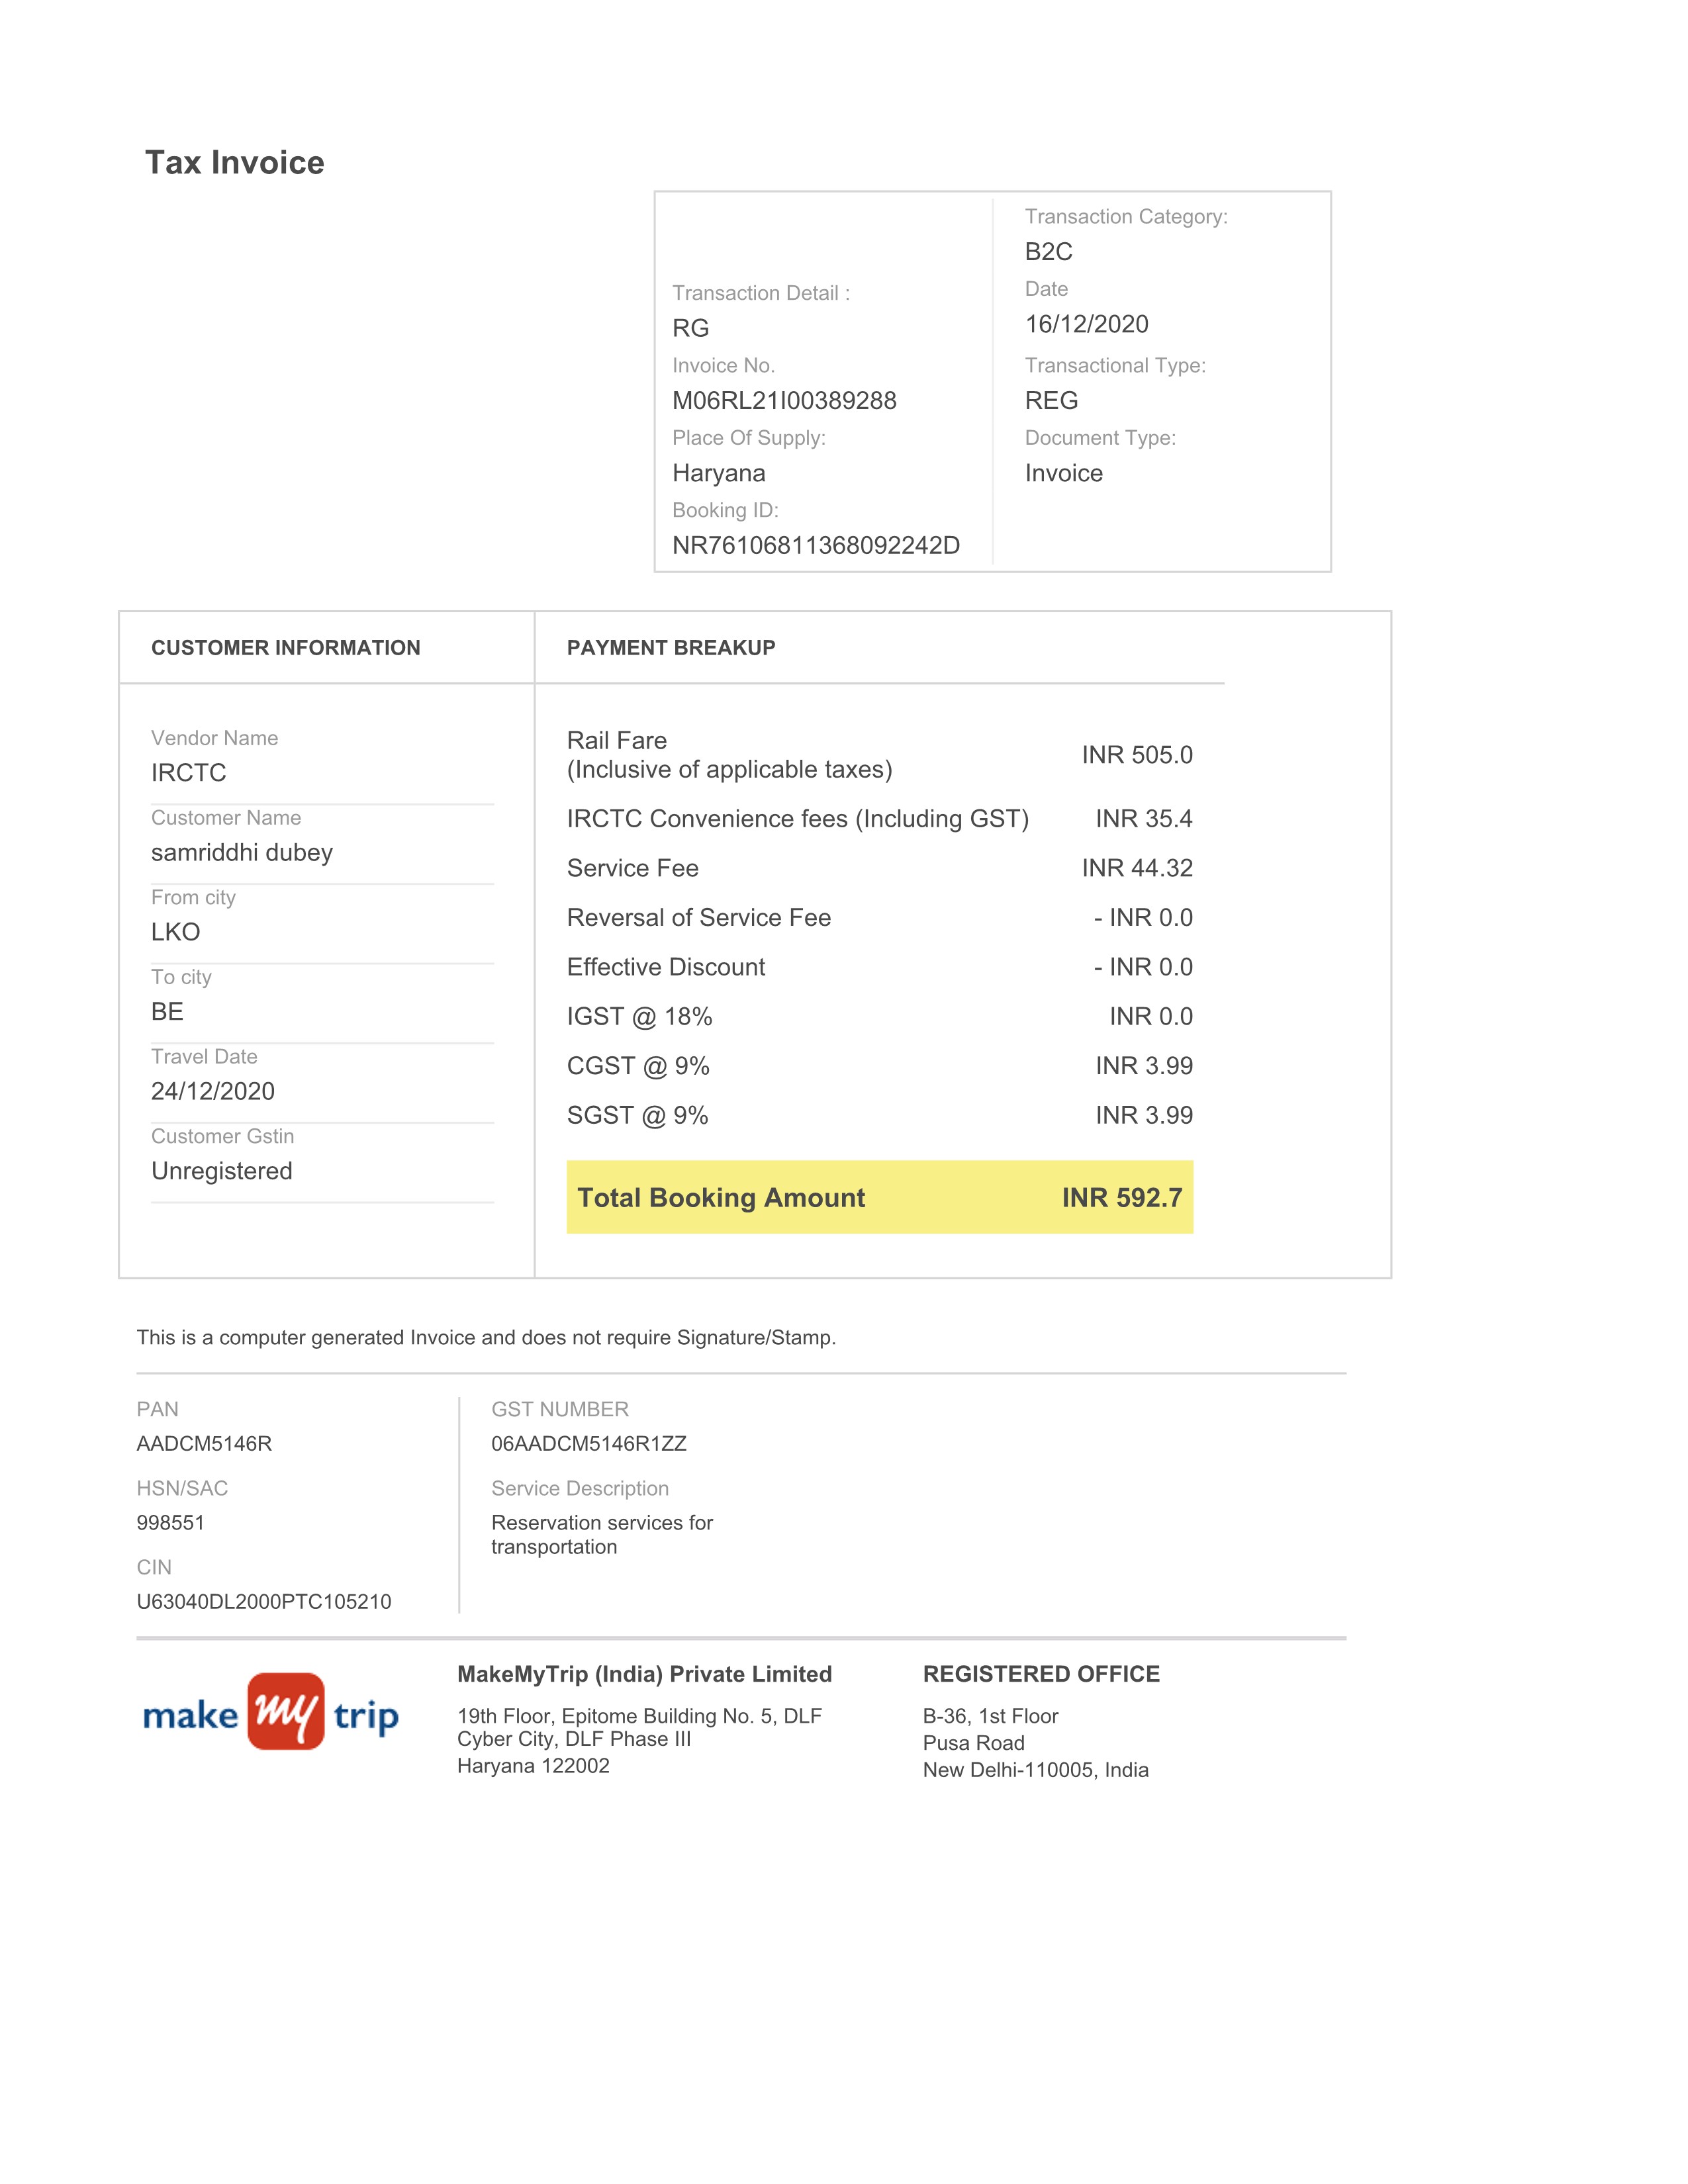 Tax Invoice
Transaction Detail :
RG
Invoice No.
M06RL21I00389288
Place Of Supply:
Haryana
Booking ID:
NR76106811368092242D
Transaction Category:
B2C
Date
16/12/2020
Transactional Type:
REG
Document Type:
Invoice
CUSTOMER INFORMATION
Vendor Name
IRCTC
Customer Name
samriddhi dubey
From city
LKO
To city
BE
Travel Date
24/12/2020
Customer Gstin
Unregistered
PAYMENT BREAKUP
Rail Fare
(Inclusive of applicable taxes) INR 505.0
IRCTC Convenience fees (Including GST) INR 35.4
Service Fee INR 44.32
Reversal of Service Fee - INR 0.0
Effective Discount - INR 0.0
IGST @ 18% INR 0.0
CGST @ 9% INR 3.99
SGST @ 9% INR 3.99
Total Booking Amount INR 592.7
This is a computer generated Invoice and does not require Signature/Stamp.
PAN
AADCM5146R
HSN/SAC
998551
CIN
U63040DL2000PTC105210
GST NUMBER
06AADCM5146R1ZZ
Service Description
Reservation services for
transportation
make my trip
MakeMyTrip (India) Private Limited
19th Floor, Epitome Building No. 5, DLF
Cyber City, DLF Phase III
Haryana 122002
REGISTERED OFFICE
B-36, 1st Floor
Pusa Road
New Delhi-110005, India